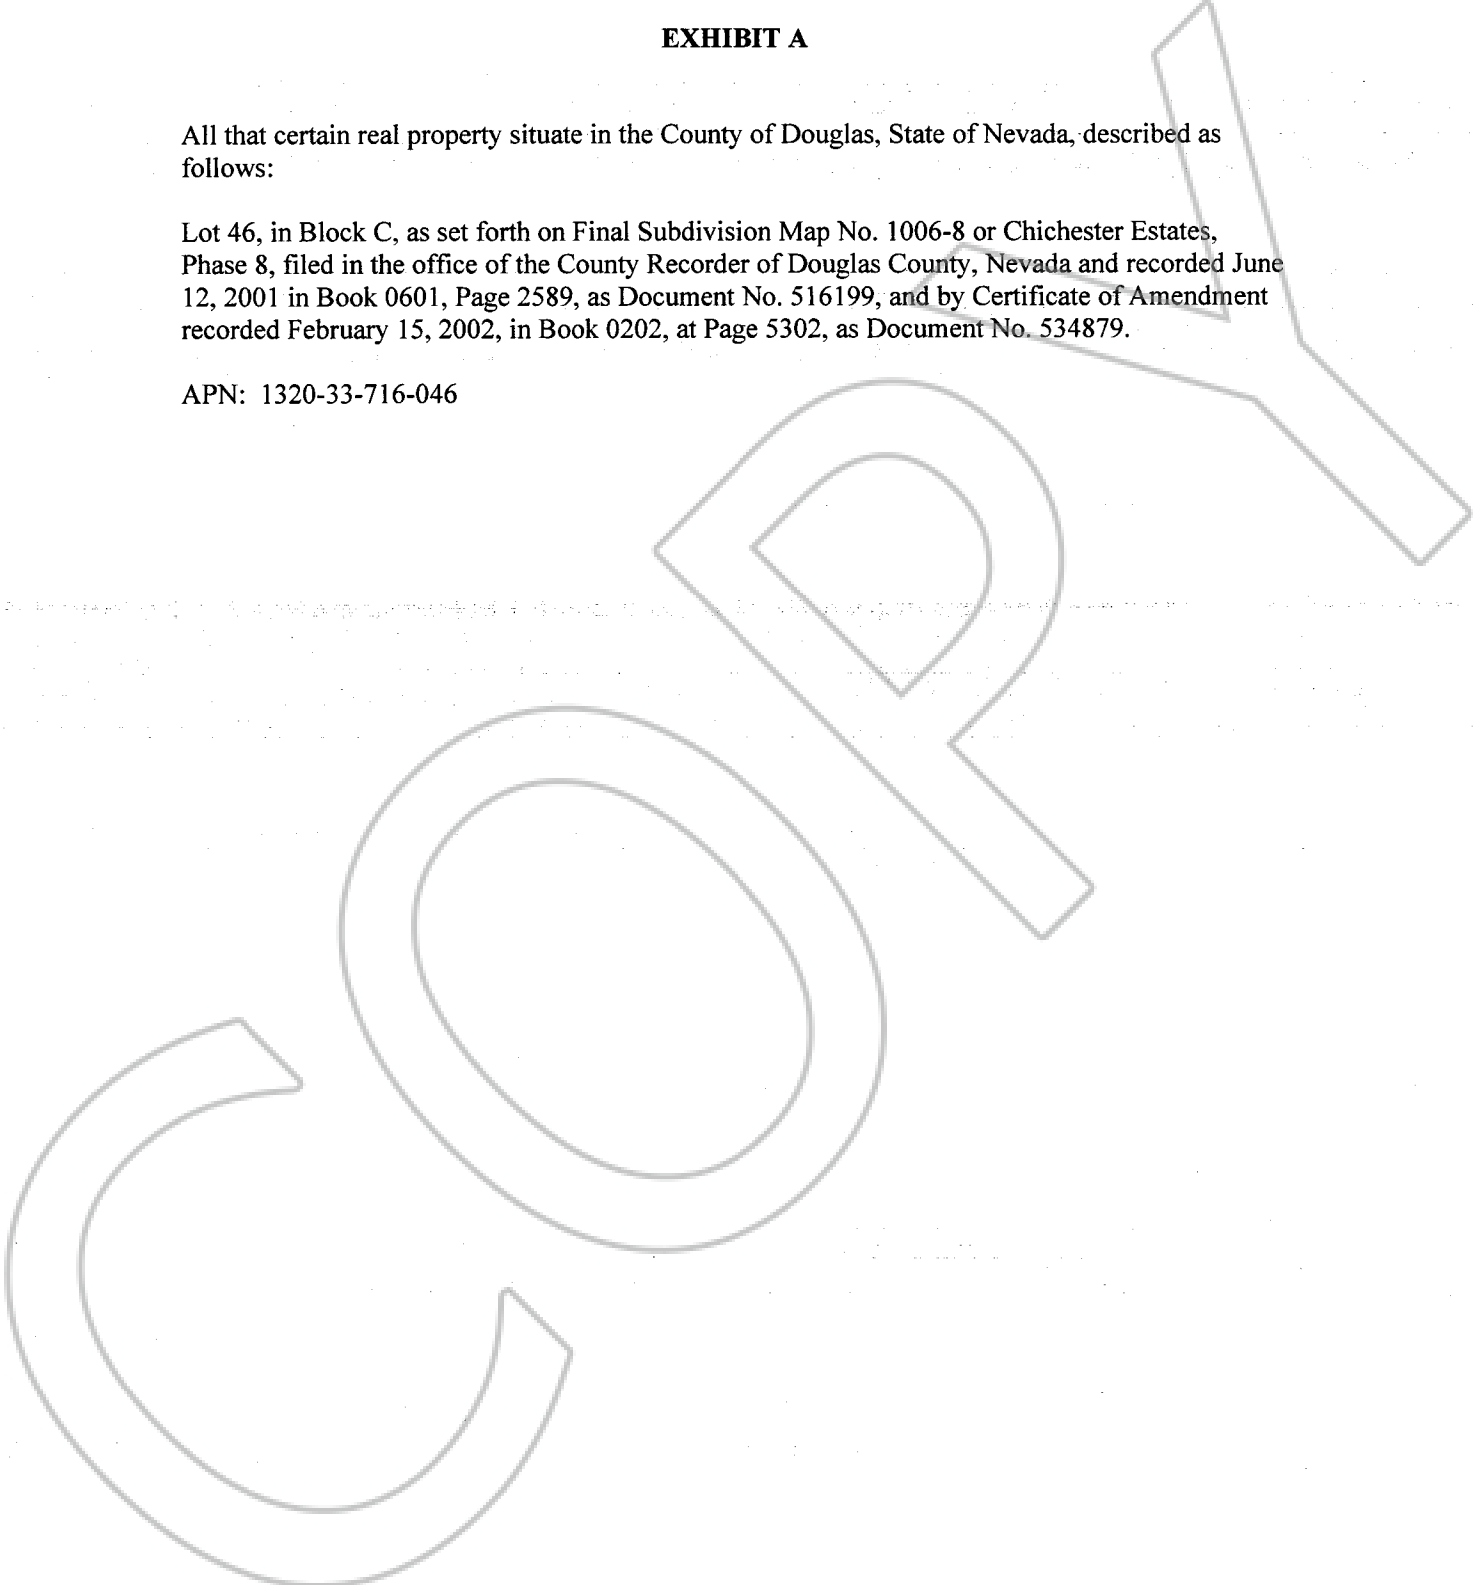 EXHIBIT A
All that certain real property situate in the County of Douglas, State of Nevada, described as
follows:
Lot 46, in Block C, as set forth on Final Subdivision Map No. 1006-8 or Chichester Estates,
Phase 8, filed in the office of the County Recorder of Douglas County, Nevada and recorded June
12, 2001 in Book 0601, Page 2589, as Document No. 516199, and by Certificate of Amendment
recorded February 15, 2002, in Book 0202, at Page 5302, as Document No. 534879.
APN: 1320-33-716-046
COPY